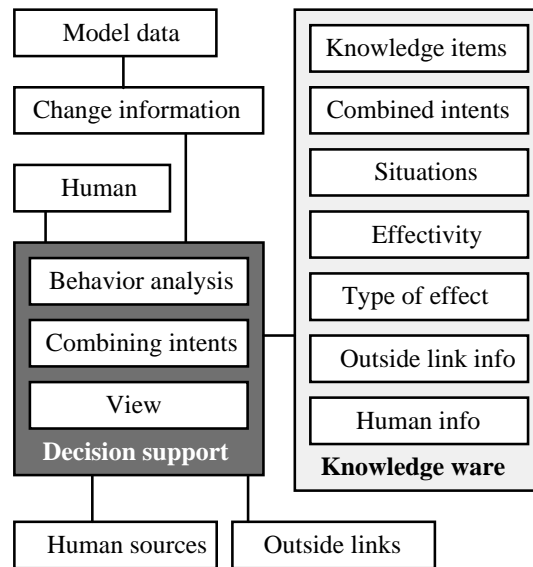 Model data
Change information
Human
Behavior analysis
Combining intents
View
Decision support
Human sources
Outside links
Knowledge items
Combined intents
Situations
Effectivity
Type of effect
Outside link info
Human info
Knowledge ware